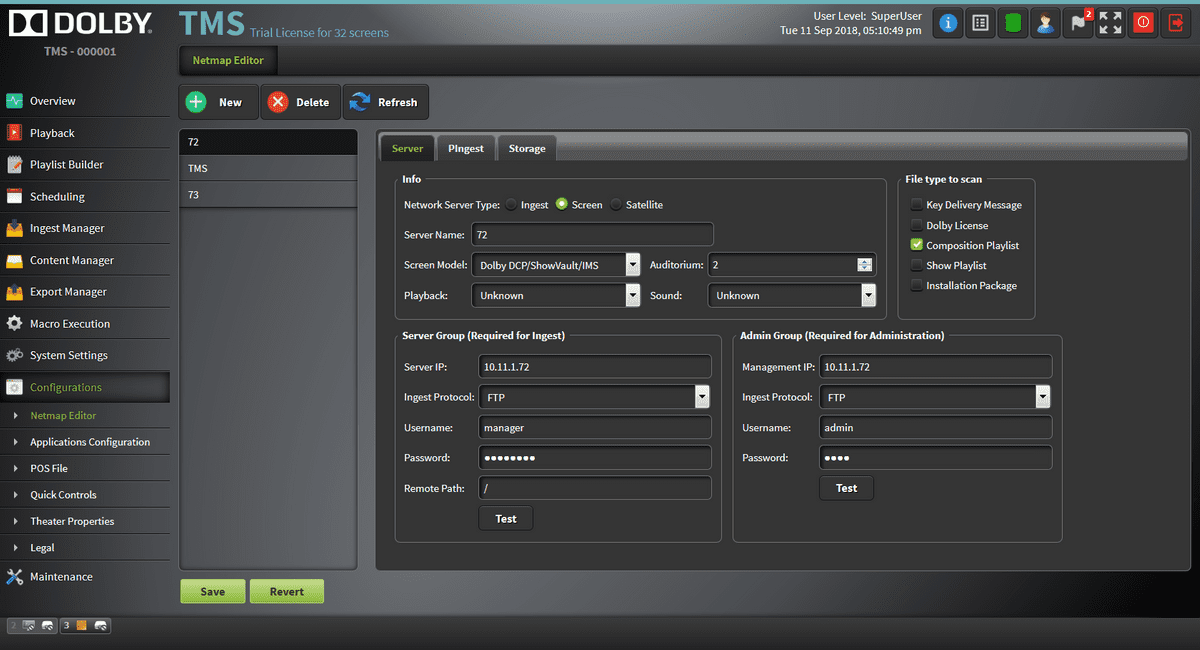 DOLBY.
TMS - 000001
TMS Trial License for 32 screens
User Level: SuperUser
Tue 11 Sep 2018, 05:10:49 pm
2
Netmap Editor
New
Delete
Refresh
Overview
Playback
Playlist Builder
Scheduling
Ingest Manager
Content Manager
Export Manager
Macro Execution
System Settings
Configurations
Netmap Editor
Applications Configuration
POS File
Quick Controls
Theater Properties
Legal
Maintenance
2
3
72
TMS
73
Save
Revert
Server
PIngest
Storage
Info
Network Server Type: Ingest Screen Satellite
Server Name: 72
Screen Model: Dolby DCP/ShowVault/IMS Auditorium: 2
Playback: Unknown Sound: Unknown
File type to scan
Key Delivery Message
Dolby License
Composition Playlist
Show Playlist
Installation Package
Server Group (Required for Ingest)
Server IP: 10.11.1.72
Ingest Protocol: FTP
Username: manager
Password: ●●●●●●●●
Remote Path: /
Test
Admin Group (Required for Administration)
Management IP: 10.11.1.72
Ingest Protocol: FTP
Username: admin
Password: ●●●●
Test